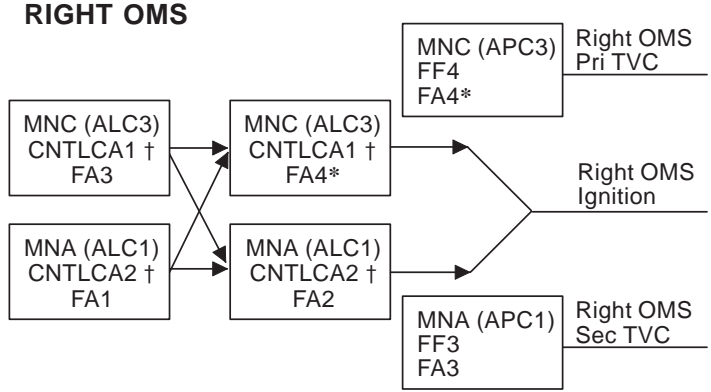 RIGHT OMS
MNC (APC3)
FF4
FA4*
Right OMS
Pri TVC
MNC (ALC3)
CNTLCA1 †
FA3
MNC (ALC3)
CNTLCA1 †
FA4*
Right OMS
Ignition
MNA (ALC1)
CNTLCA2 †
FA1
MNA (ALC1)
CNTLCA2 †
FA2
MNA (APC1)
FF3
FA3
Right OMS
Sec TVC